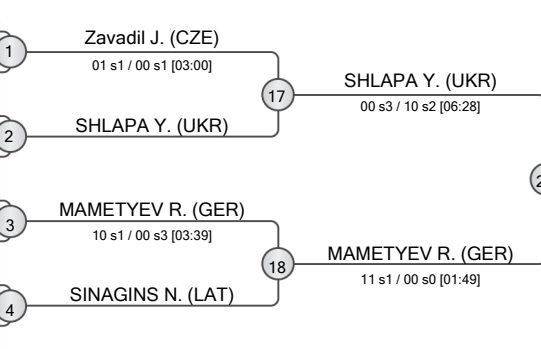 1
Zavadil J. (CZE)
01 s1 / 00 s1 [03:00]
17
SHLAPA Y. (UKR)
00 s3 / 10 s2 [06:28]
2
SHLAPA Y. (UKR)
3
MAMETYEV R. (GER)
10 s1 / 00 s3 [03:39]
18
MAMETYEV R. (GER)
11 s1 / 00 s0 [01:49]
4
SINAGINS N. (LAT)